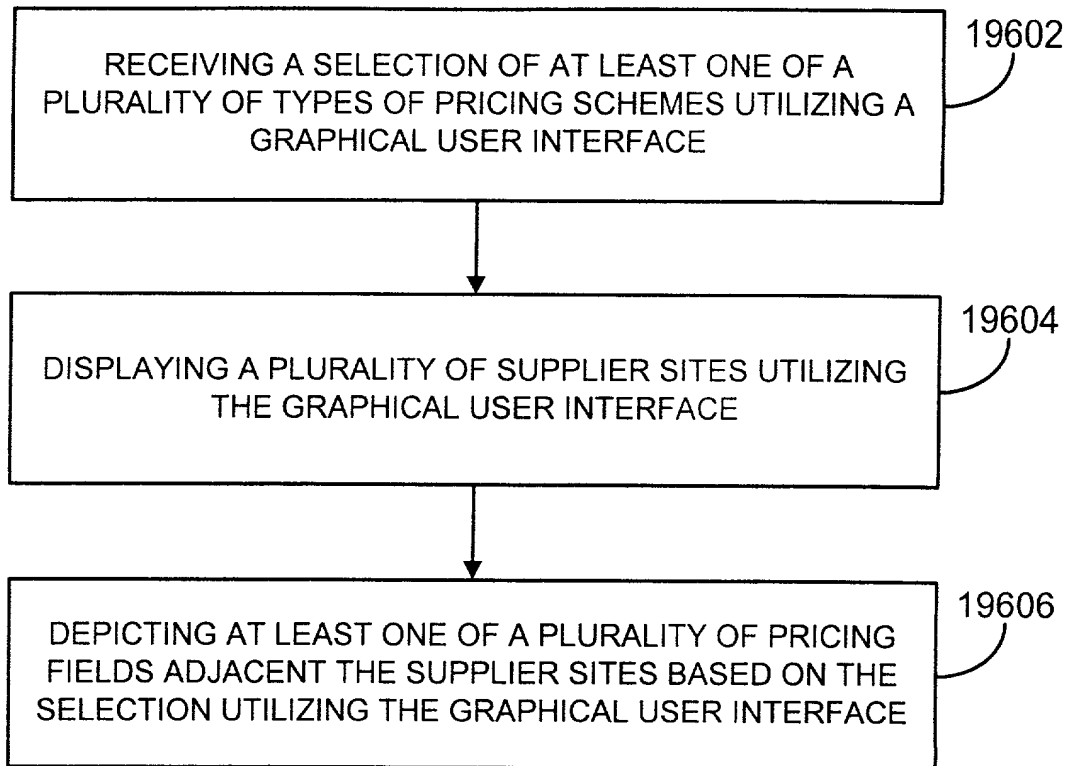 19602
RECEIVING A SELECTION OF AT LEAST ONE OF A
PLURALITY OF TYPES OF PRICING SCHEMES UTILIZING A
GRAPHICAL USER INTERFACE
19604
DISPLAYING A PLURALITY OF SUPPLIER SITES UTILIZING
THE GRAPHICAL USER INTERFACE
19606
DEPICTING AT LEAST ONE OF A PLURALITY OF PRICING
FIELDS ADJACENT THE SUPPLIER SITES BASED ON THE
SELECTION UTILIZING THE GRAPHICAL USER INTERFACE